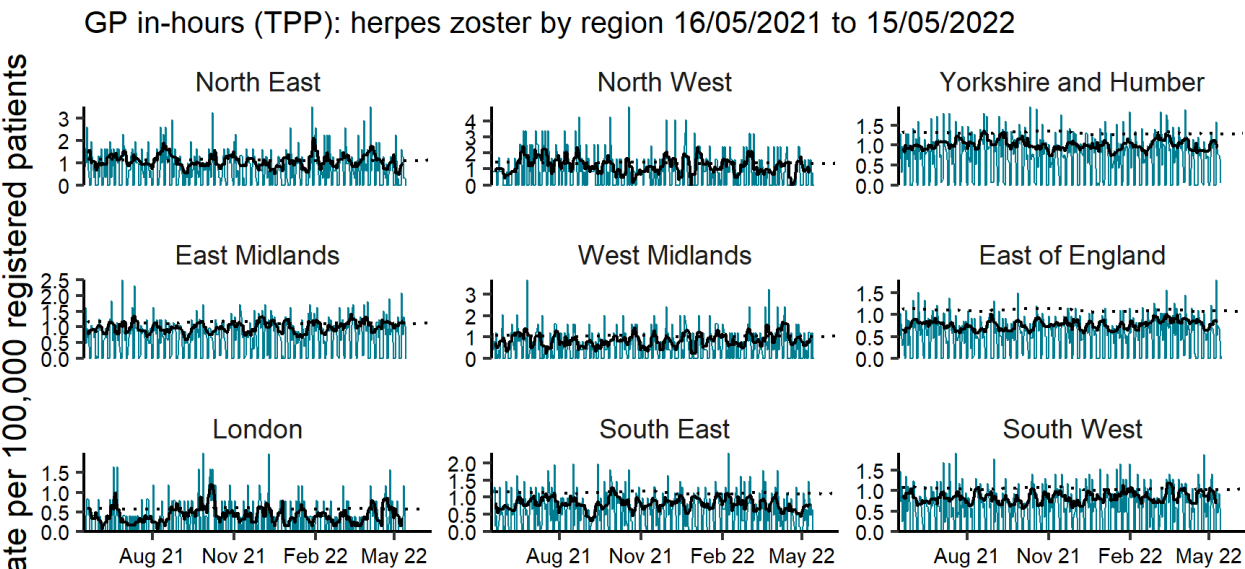 GP in-hours (TPP): herpes zoster by region 16/05/2021 to 15/05/2022
ate per 100,000 registered patients
North East
North West
Yorkshire and Humber
3
2
1
0
4
3
2
1
0
1.5
1.0
0.5
0.0
East Midlands
West Midlands
East of England
2.5
2.0
1.5
1.0
0.5
0.0
3
2
1
0
1.5
1.0
0.5
0.0
London
South East
South West
1.5
1.0
0.5
0.0
2.0
1.5
1.0
0.5
0.0
1.5
1.0
0.5
0.0
Aug 21 Nov 21 Feb 22 May 22
Aug 21 Nov 21 Feb 22 May 22
Aug 21 Nov 21 Feb 22 May 22